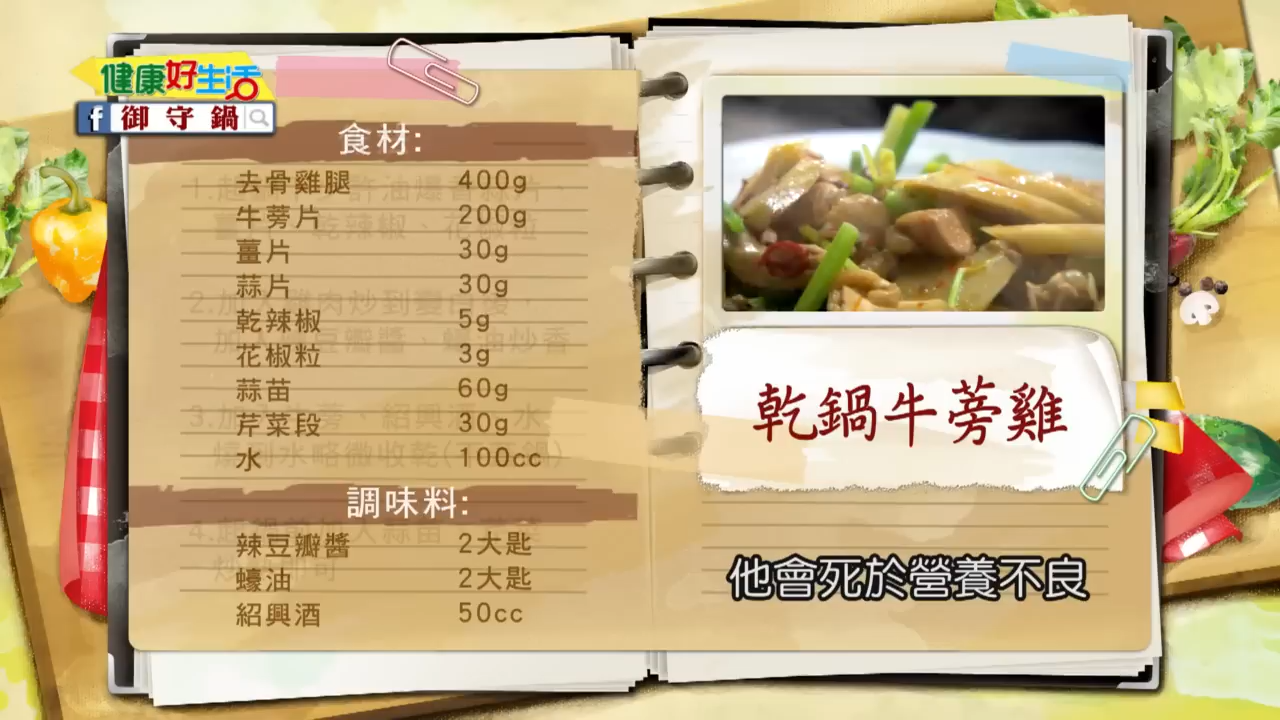 健康好生活
f 御守鍋
食材:
去骨雞腿 400g
牛蒡片 200g
薑片 30g
蒜片 30g
乾辣椒 5g
花椒粒 3g
蒜苗 60g
芹菜段 30g
水 100cc
調味料:
辣豆瓣醬 2大匙
蠔油 2大匙
紹興酒 50cc
乾鍋牛蒡雞
他會死於營養不良